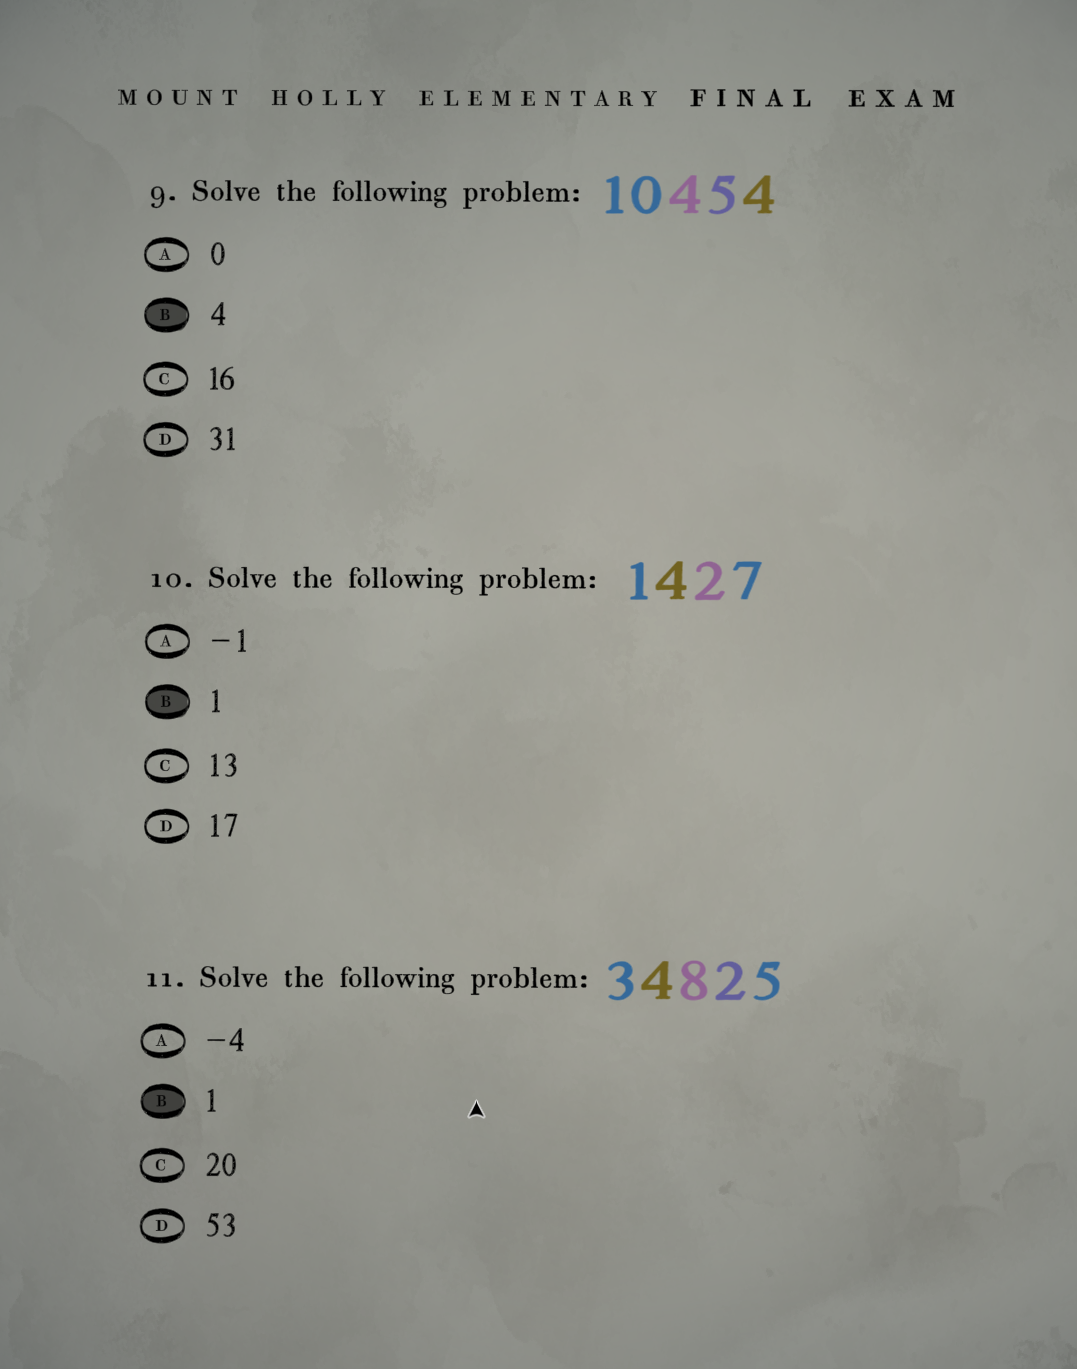 MOUNT HOLLY ELEMENTARY FINAL EXAM
9. Solve the following problem: 10454
A 0
B 4
C 16
D 31
10. Solve the following problem: 1427
A −1
B 1
C 13
D 17
11. Solve the following problem: 34825
A −4
B 1
C 20
D 53